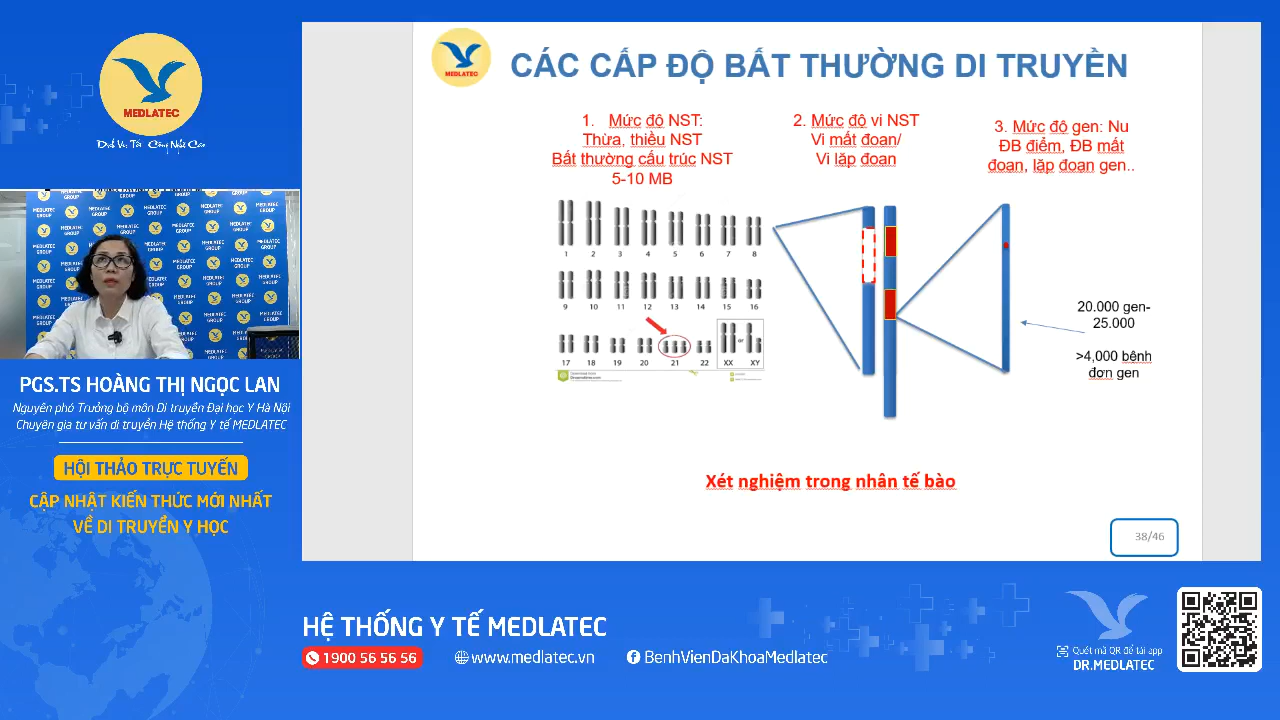 MEDLATEC
Dịch Vụ Tốt - Công Nghệ Cao
PGS.TS HOÀNG THỊ NGỌC LAN
Nguyên phó Trưởng bộ môn Di truyền Đại học Y Hà Nội
Chuyên gia tư vấn di truyền Hệ thống Y tế MEDLATEC
HỘI THẢO TRỰC TUYẾN
CẬP NHẬT KIẾN THỨC MỚI NHẤT
VỀ DI TRUYỀN Y HỌC
MEDLATEC
CÁC CẤP ĐỘ BẤT THƯỜNG DI TRUYỀN
1. Mức độ NST:
Thừa, thiếu NST
Bất thường cấu trúc NST
5-10 MB
2. Mức độ vi NST
Vi mất đoạn/
Vi lặp đoạn
3. Mức độ gen: Nu
ĐB điểm, ĐB mất
đoạn, lặp đoạn gen..
1 2 3 4 5 6 7 8
9 10 11 12 13 14 15 16
17 18 19 20 21 22 XX or XY
20.000 gen-
25.000
>4,000 bệnh
đơn gen
Xét nghiệm trong nhân tế bào
38/46
HỆ THỐNG Y TẾ MEDLATEC
1900 56 56 56
www.medlatec.vn
BenhVienDaKhoaMedlatec
Quét mã QR để tải app
DR.MEDLATEC